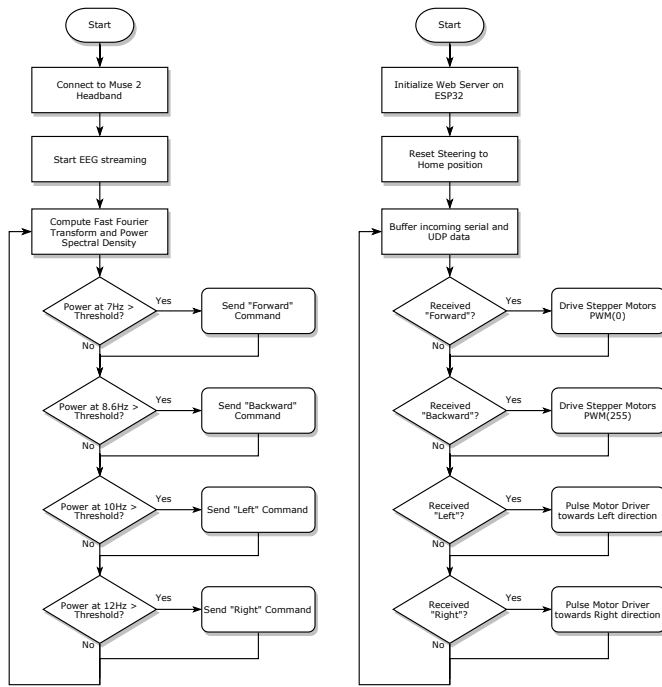 Start
Connect to Muse 2
Headband
Start EEG streaming
Compute Fast Fourier
Transform and Power
Spectral Density
Power at 7Hz >
Threshold?
Yes
No
Send "Forward"
Command
Power at 8.6Hz >
Threshold?
Yes
No
Send "Backward"
Command
Power at 10Hz >
Threshold?
Yes
No
Send "Left" Command
Power at 12Hz >
Threshold?
Yes
No
Send "Right" Command
Start
Initialize Web Server on
ESP32
Reset Steering to
Home position
Buffer incoming serial and
UDP data
Received
"Forward"?
Yes
No
Drive Stepper Motors
PWM(0)
Received
"Backward"?
Yes
No
Drive Stepper Motors
PWM(255)
Received
"Left"?
Yes
No
Pulse Motor Driver
towards Left direction
Received
"Right"?
Yes
No
Pulse Motor Driver
towards Right direction